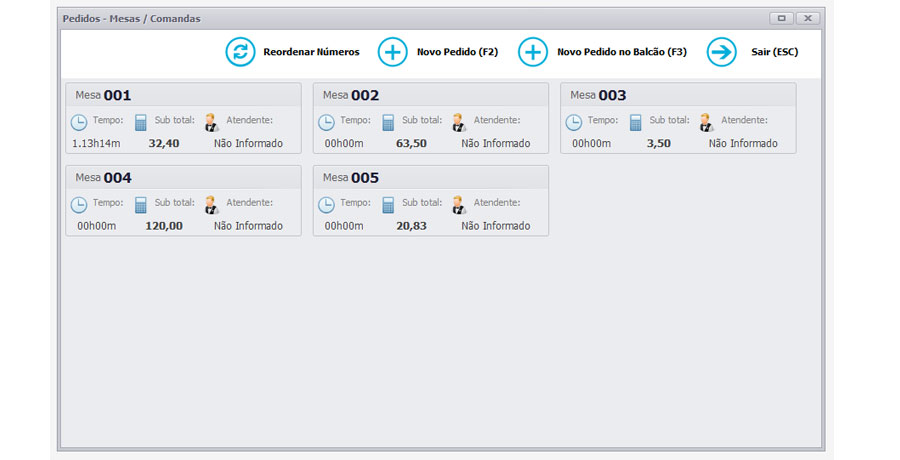 Pedidos - Mesas / Comandas
Reordenar Números Novo Pedido (F2) Novo Pedido no Balcão (F3) Sair (ESC)
Mesa 001 Mesa 002 Mesa 003
Tempo: Sub total: Atendente: Tempo: Sub total: Atendente: Tempo: Sub total: Atendente:
1.13h14m 32,40 Não Informado 00h00m 63,50 Não Informado 00h00m 3,50 Não Informado
Mesa 004 Mesa 005
Tempo: Sub total: Atendente: Tempo: Sub total: Atendente:
00h00m 120,00 Não Informado 00h00m 20,83 Não Informado